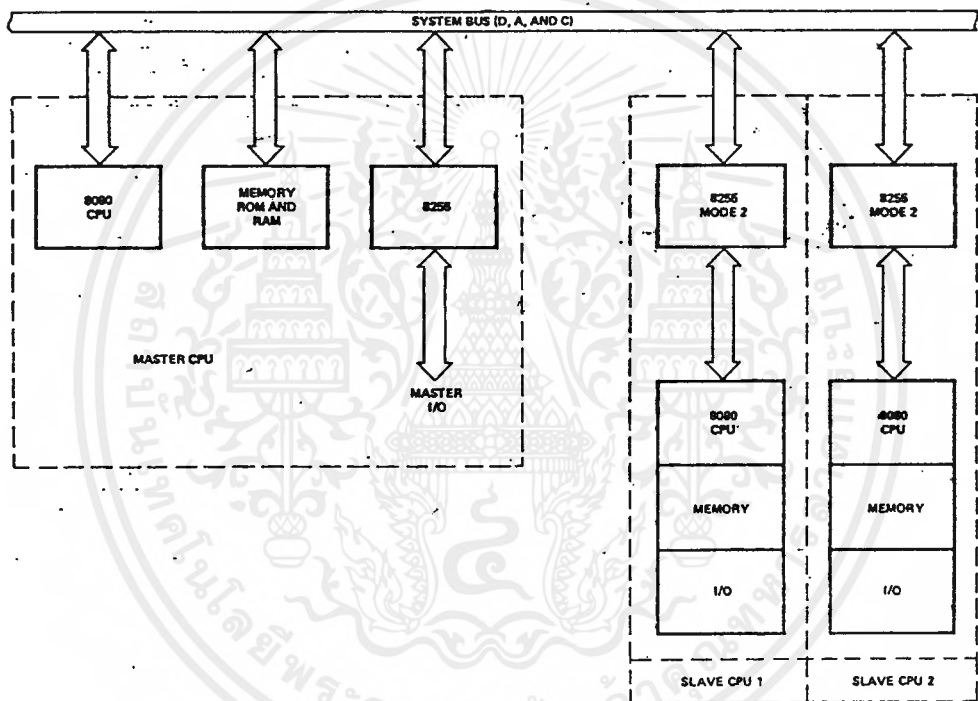 SYSTEM BUS (D, A, AND C)
8080
CPU
MEMORY
ROM AND
RAM
8255
8255
MODE 2
8255
MODE 2
MASTER CPU
MASTER
I/O
8080
CPU
8080
CPU
MEMORY
MEMORY
I/O
I/O
SLAVE CPU 1
SLAVE CPU 2